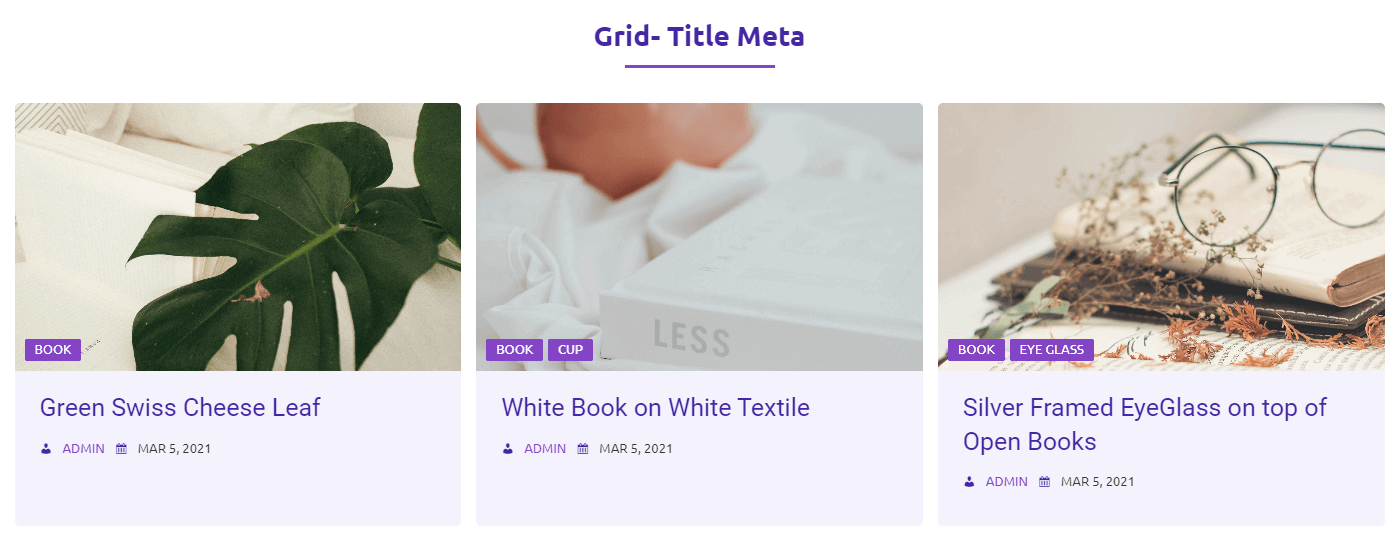 Grid- Title Meta
BOOK
BOOK CUP
LESS
BOOK EYE GLASS
Green Swiss Cheese Leaf
ADMIN MAR 5, 2021
White Book on White Textile
ADMIN MAR 5, 2021
Silver Framed EyeGlass on top of
Open Books
ADMIN MAR 5, 2021